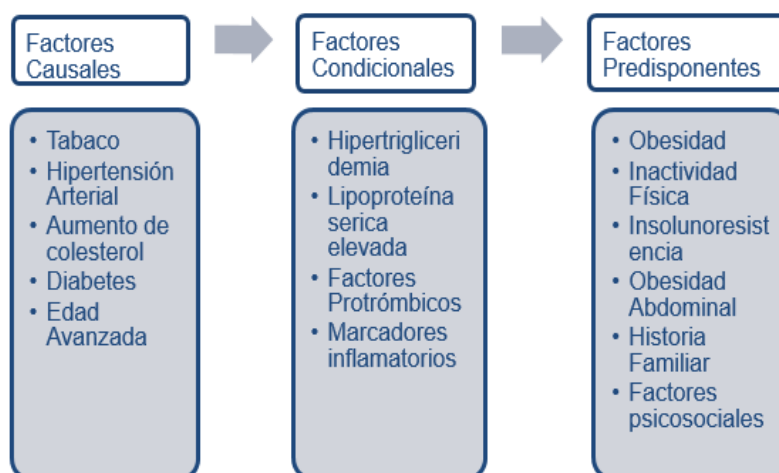 Factores
Causales
• Tabaco
• Hipertensión
Arterial
• Aumento de
colesterol
• Diabetes
• Edad
Avanzada
Factores
Condicionales
• Hipertrigliceri
demia
• Lipoproteína
serica
elevada
• Factores
Protrómbicos
• Marcadores
inflamatorios
Factores
Predisponentes
• Obesidad
• Inactividad
Física
• Insolunoresist
encia
• Obesidad
Abdominal
• Historia
Familiar
• Factores
psicosociales